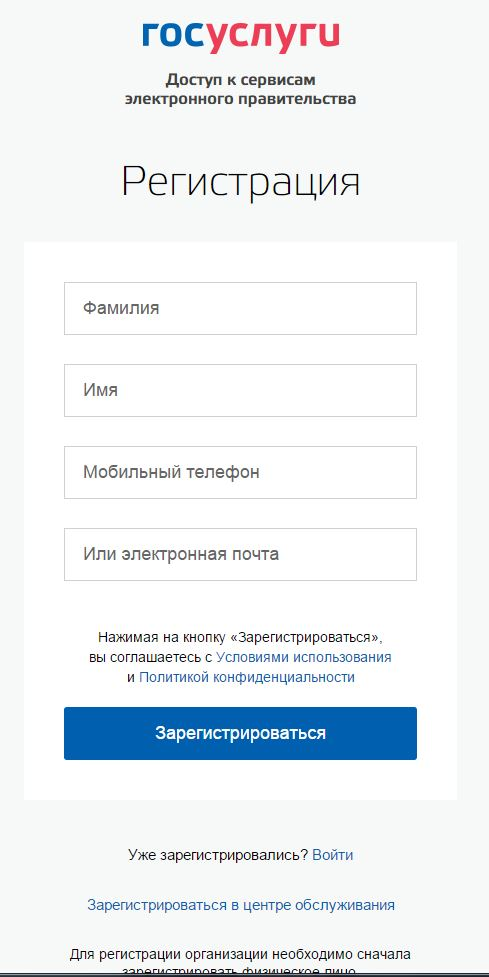 госуслуги
Доступ к сервисам
электронного правительства
Регистрация
Фамилия
Имя
Мобильный телефон
Или электронная почта
Нажимая на кнопку «Зарегистрироваться»,
вы соглашаетесь с Условиями использования
и Политикой конфиденциальности
Зарегистрироваться
Уже зарегистрировались? Войти
Зарегистрироваться в центре обслуживания
Для регистрации организации необходимо сначала
зарегистрировать физическое лицо